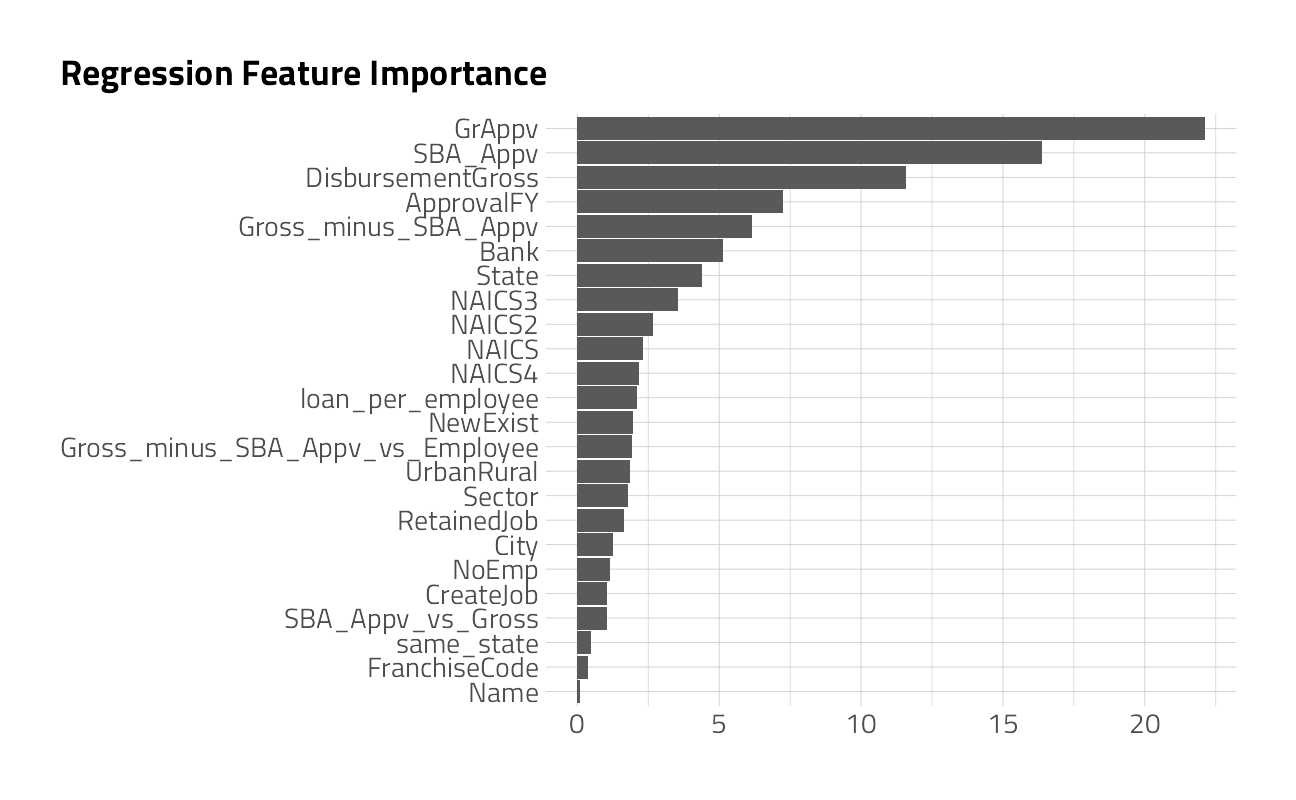 Regression Feature Importance
GrAppv
SBA_Appv
DisbursementGross
ApprovalFY
Gross_minus_SBA_Appv
Bank
State
NAICS3
NAICS2
NAICS
NAICS4
loan_per_employee
NewExist
Gross_minus_SBA_Appv_vs_Employee
UrbanRural
Sector
RetainedJob
City
NoEmp
CreateJob
SBA_Appv_vs_Gross
same_state
FranchiseCode
Name
0 5 10 15 20